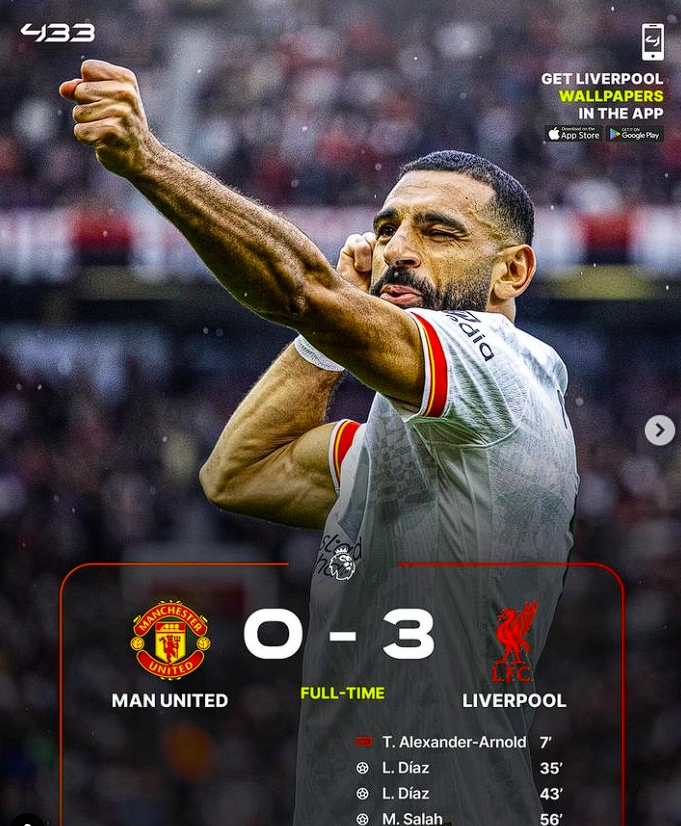 433
GET LIVERPOOL
WALLPAPERS
IN THE APP
Download on the
App Store
GET IT ON
Google Play
MANCHESTER
UNITED
0 - 3
L.F.C.
MAN UNITED
FULL-TIME
LIVERPOOL
T. Alexander-Arnold 7’
L. Díaz 35’
L. Díaz 43’
M. Salah 56’